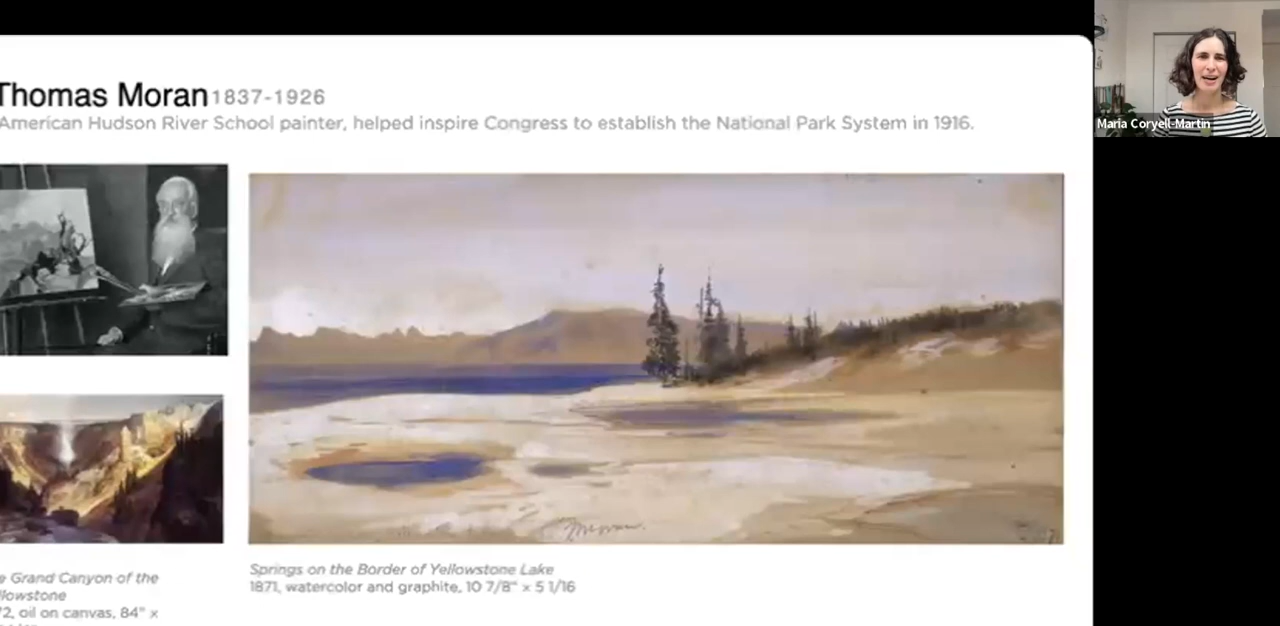 Thomas Moran 1837-1926
American Hudson River School painter, helped inspire Congress to establish the National Park System in 1916.
Maria Coryell-Martin
Moran
Grand Canyon of the
Springs on the Border of Yellowstone Lake
1871, watercolor and graphite, 10 7/8" x 5 1/16
oil on canvas, 84" x